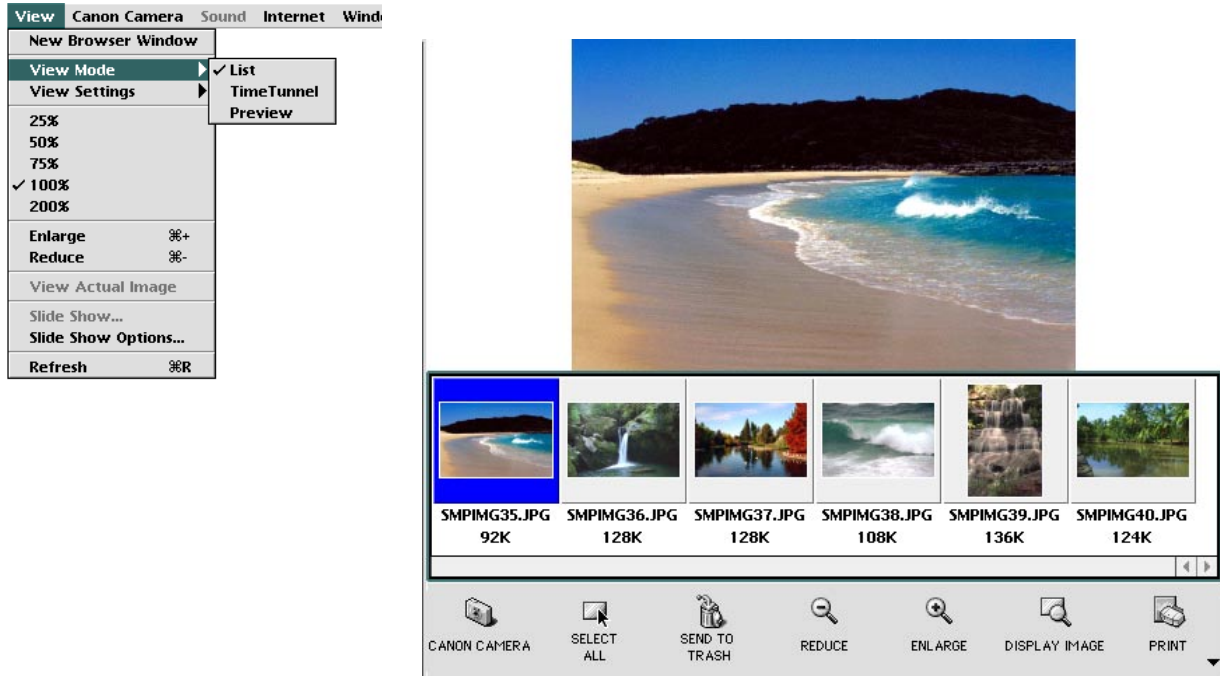 View Canon Camera Sound Internet
New Browser Window
View Mode
View Settings
List
TimeTunnel
Preview
25%
50%
75%
✓ 100%
200%
Enlarge ⌘+
Reduce ⌘-
View Actual Image
Slide Show...
Slide Show Options...
Refresh ⌘R
SMPIMG35.JPG SMPIMG36.JPG SMPIMG37.JPG SMPIMG38.JPG SMPIMG39.JPG SMPIMG40.JPG
92K 128K 128K 108K 136K 124K
CANON CAMERA
SELECT
ALL
SEND TO
TRASH
REDUCE
ENLARGE
DISPLAY IMAGE
PRINT